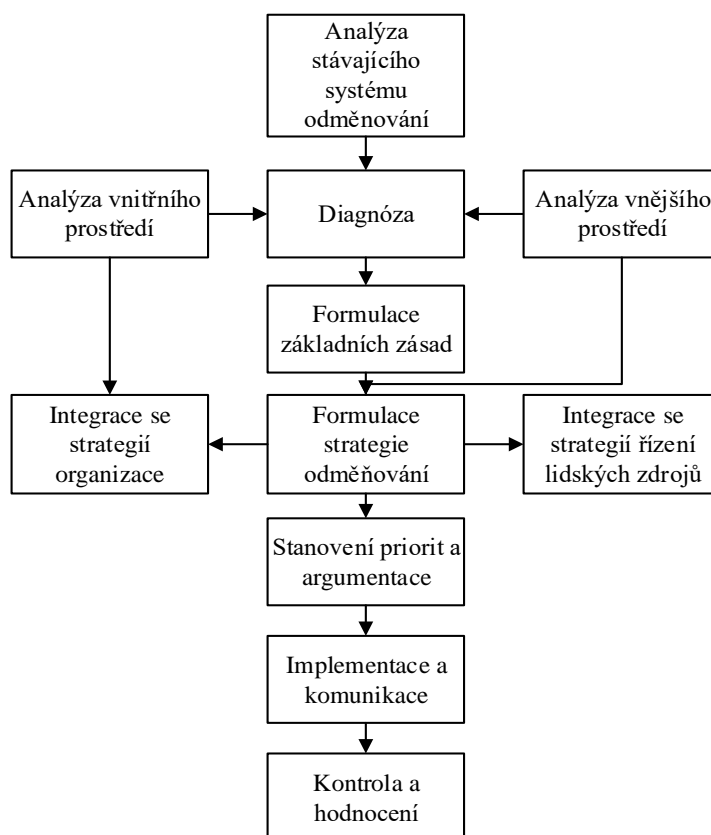 Analýza
stávajícího
systému
odměnování
Analýza vnitřního
prostředí
Diagnóza
Analýza vnějšího
prostředí
Formulace
základních zásad
Integrace se
strategií
organizace
Formulace
strategie
odměňování
Integrace se
strategií řízení
lidských zdrojů
Stanovení priorit a
argumentace
Implementace a
komunikace
Kontrola a
hodnocení